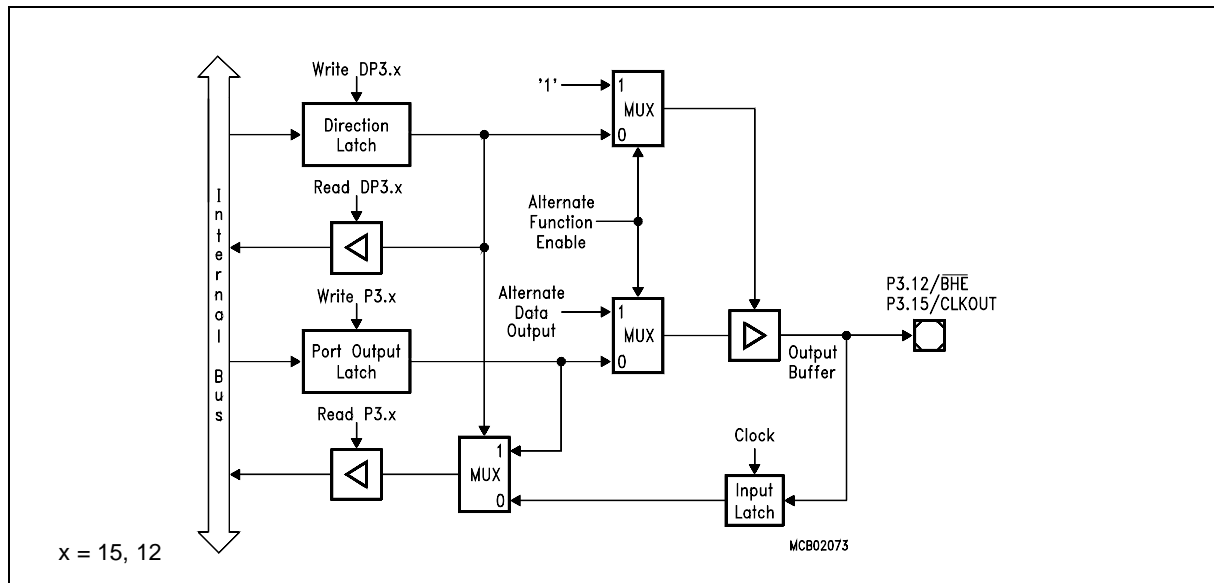 Write DP3.x
Direction
Latch
Read DP3.x
Internal Bus
Write P3.x
Port Output
Latch
Read P3.x
'1'
1
MUX
0
Alternate
Function
Enable
Alternate
Data
Output
1
MUX
0
1
MUX
0
Output
Buffer
Clock
Input
Latch
P3.12/BHE
P3.15/CLKOUT
MCB02073
x = 15, 12